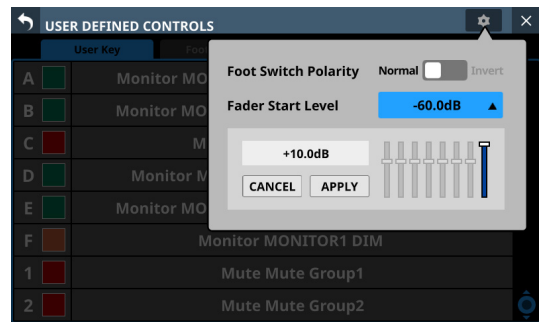 USER DEFINED CONTROLS
User Key Foo
Foot Switch Polarity Normal Invert
Fader Start Level -60.0dB
+10.0dB
CANCEL APPLY
A Monitor MO
B Monitor MO
C M
D Monitor M
E Monitor MO
F Monitor MONITOR1 DIM
1 Mute Mute Group1
2 Mute Mute Group2